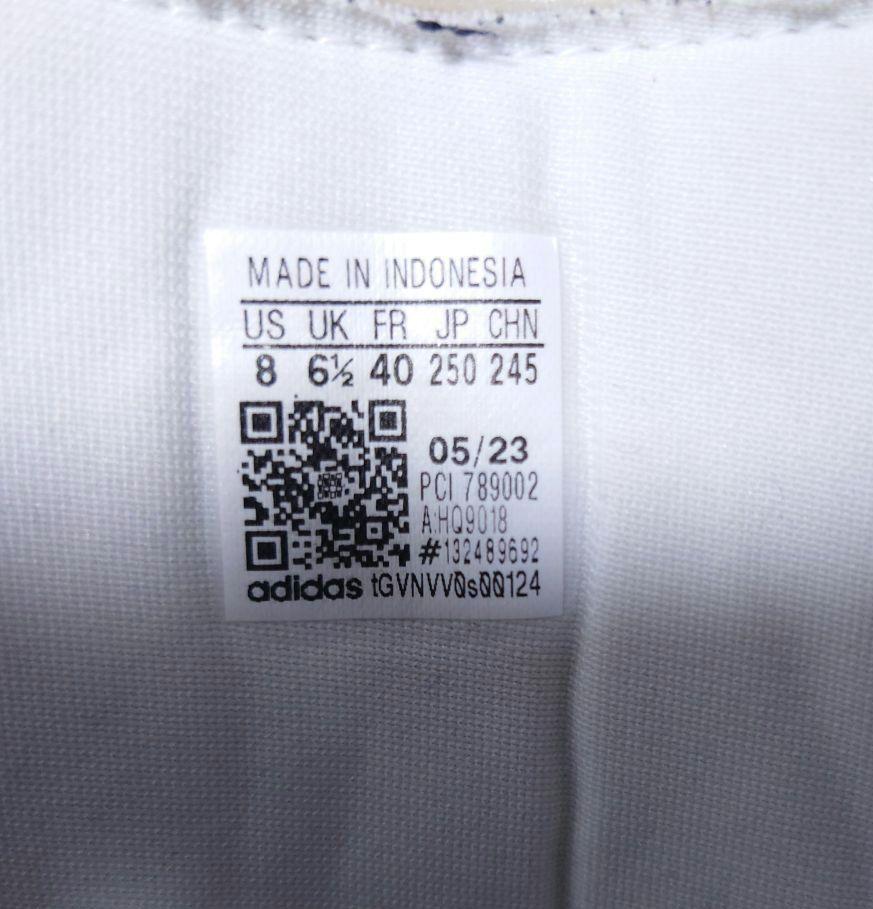 MADE IN INDONESIA
US UK FR JP CHN
8 6½ 40 250 245
05/23
PCI 789002
A:HQ9018
#132489692
adidas tGVNVV0s00124